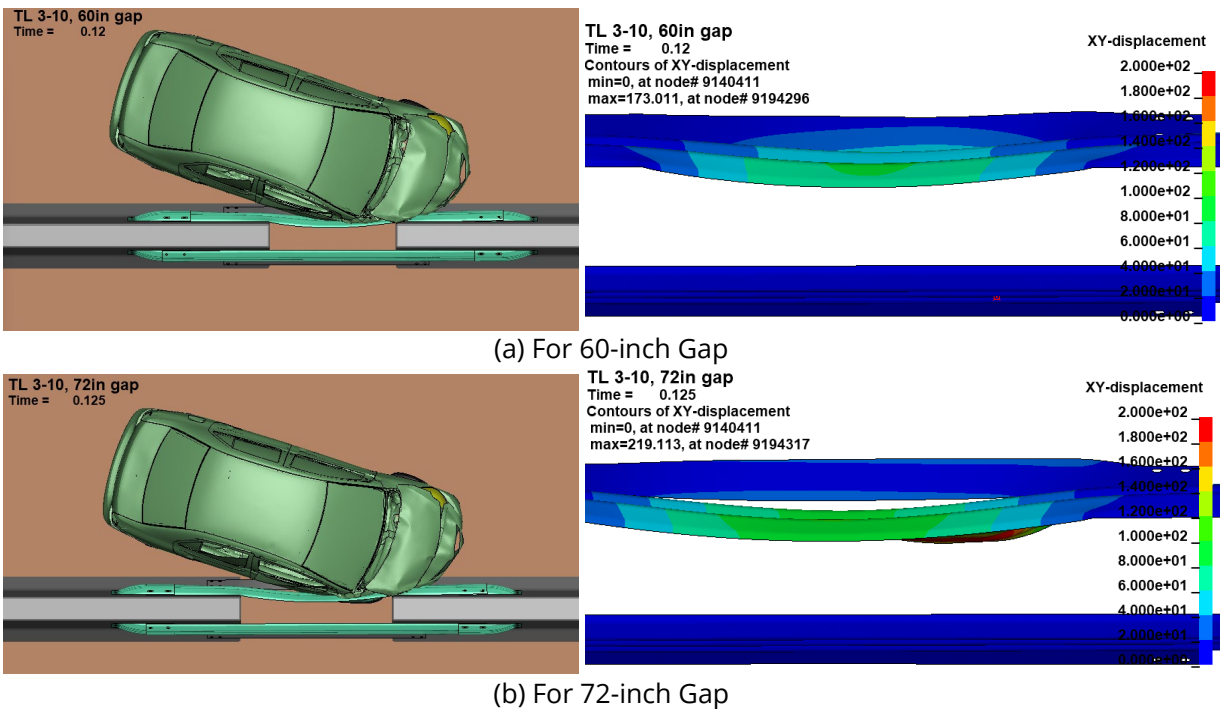 TL 3-10, 60in gap
Time = 0.12
TL 3-10, 60in gap
Time = 0.12
Contours of XY-displacement
min=0, at node# 9140411
max=173.011, at node# 9194296
XY-displacement
2.000e+02
1.800e+02
1.600e+02
1.400e+02
1.200e+02
1.000e+02
8.000e+01
6.000e+01
4.000e+01
2.000e+01
0.000e+00
(a) For 60-inch Gap
TL 3-10, 72in gap
Time = 0.125
TL 3-10, 72in gap
Time = 0.125
Contours of XY-displacement
min=0, at node# 9140411
max=219.113, at node# 9194317
XY-displacement
2.000e+02
1.800e+02
1.600e+02
1.400e+02
1.200e+02
1.000e+02
8.000e+01
6.000e+01
4.000e+01
2.000e+01
0.000e+00
(b) For 72-inch Gap